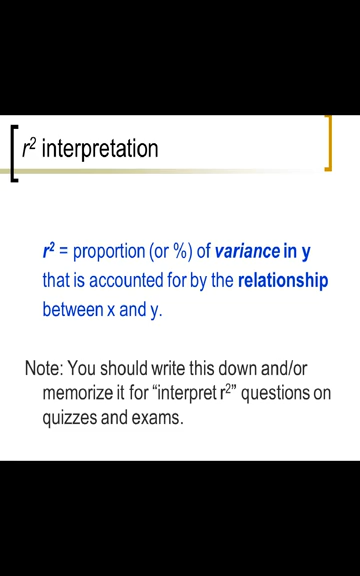 r² interpretation
r² = proportion (or %) of variance in y
that is accounted for by the relationship
between x and y.
Note: You should write this down and/or
memorize it for “interpret r²” questions on
quizzes and exams.